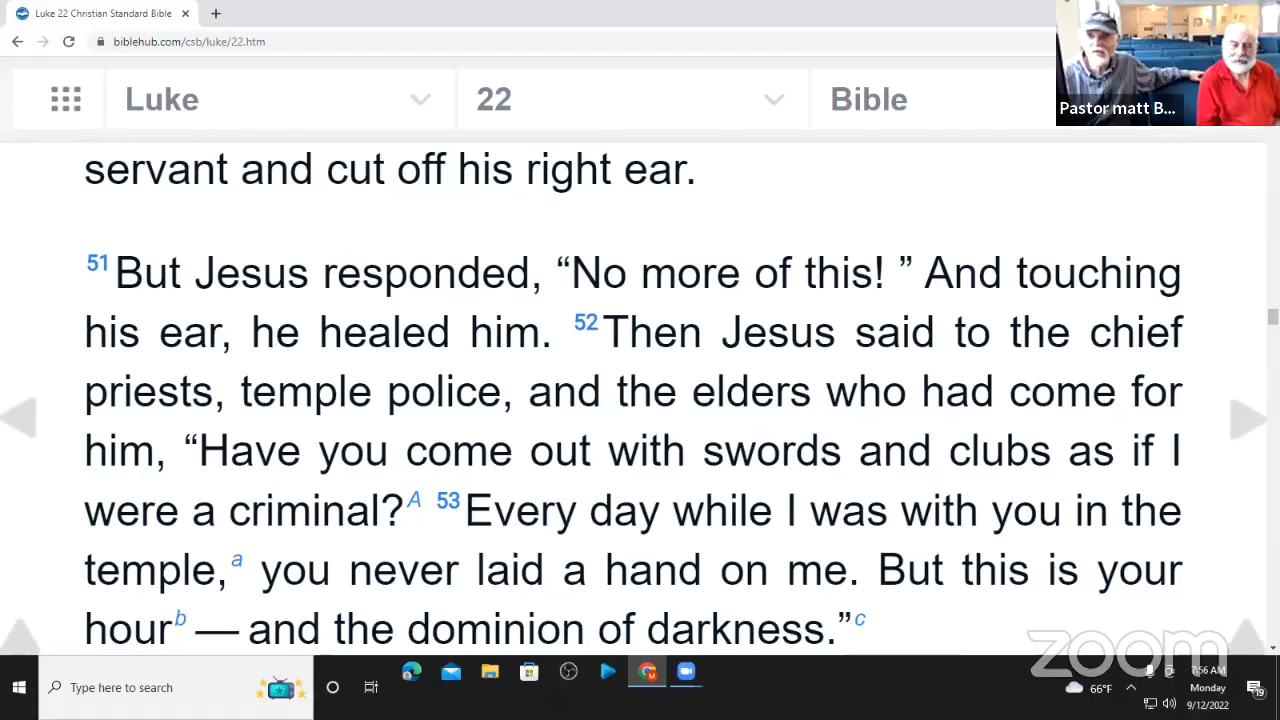 Luke 22 Christian Standard Bible
biblehub.com/csb/luke/22.htm
Luke
22
Bible
Pastor matt B...
servant and cut off his right ear.
51 But Jesus responded, “No more of this! ” And touching
his ear, he healed him. 52 Then Jesus said to the chief
priests, temple police, and the elders who had come for
him, “Have you come out with swords and clubs as if I
were a criminal?A 53 Every day while I was with you in the
temple,a you never laid a hand on me. But this is your
hourb — and the dominion of darkness.”c
zoom
Type here to search
66°F
7:56 AM
Monday
9/12/2022
19